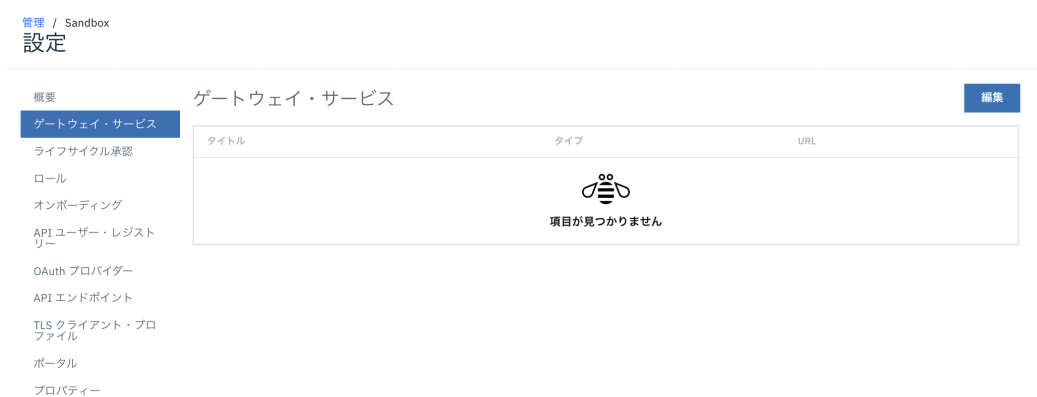 管理 / Sandbox
設定
概要
ゲートウェイ・サービス
ライフサイクル承認
ロール
オンボーディング
API ユーザー・レジスト
リー
OAuth プロバイダー
API エンドポイント
TLS クライアント・プロ
ファイル
ポータル
プロパティー
ゲートウェイ・サービス
編集
タイトル タイプ URL
項目が見つかりません